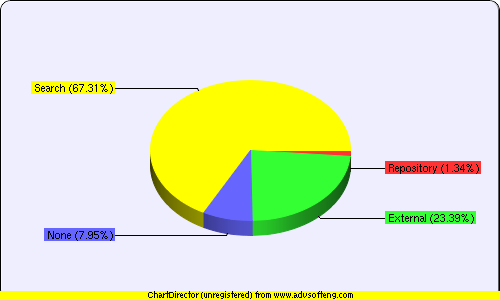 Search (67.31%)
Repository (1.34%)
External (23.39%)
None (7.95%)
ChartDirector (unregistered) from www.advsofteng.com